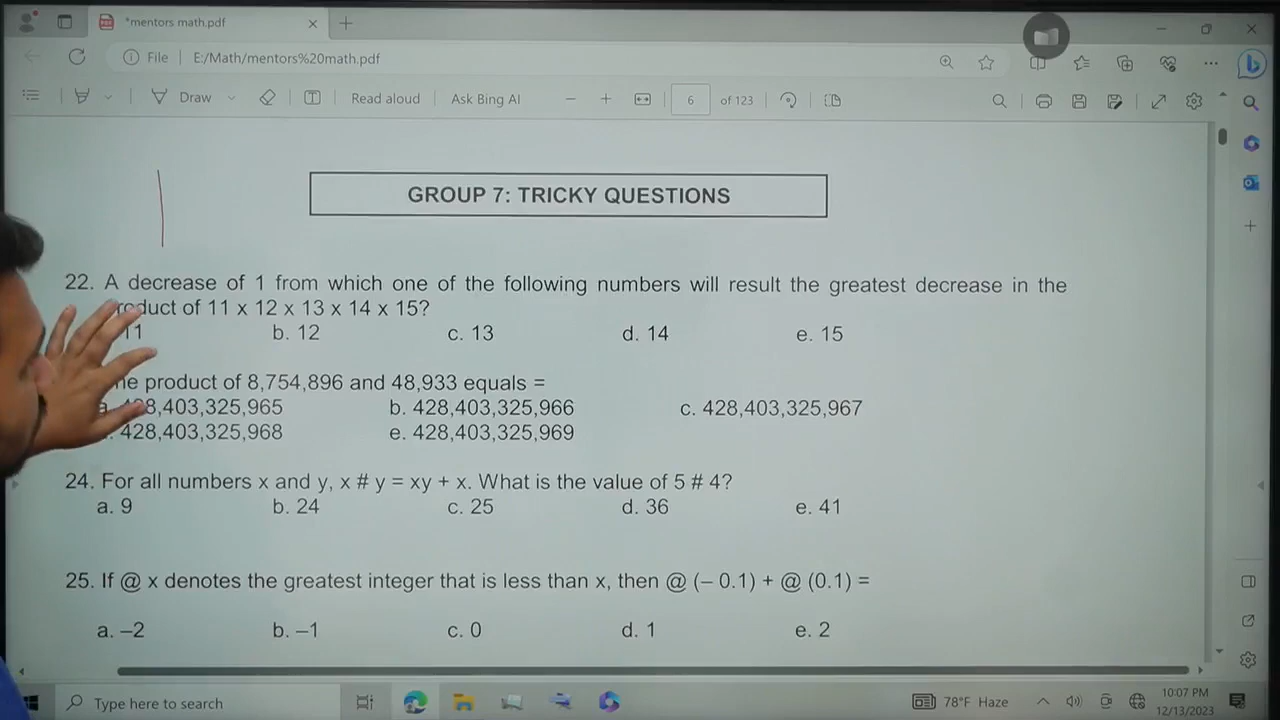 *mentors math.pdf
File E:/Math/mentors%20math.pdf
Draw Read aloud Ask Bing AI 6 of 123
GROUP 7: TRICKY QUESTIONS
22. A decrease of 1 from which one of the following numbers will result the greatest decrease in the
product of 11 x 12 x 13 x 14 x 15?
11 b. 12 c. 13 d. 14 e. 15
product of 8,754,896 and 48,933 equals =
a. 428,403,325,965 b. 428,403,325,966 c. 428,403,325,967
428,403,325,968 e. 428,403,325,969
24. For all numbers x and y, x # y = xy + x. What is the value of 5 # 4?
a. 9 b. 24 c. 25 d. 36 e. 41
25. If @ x denotes the greatest integer that is less than x, then @ (– 0.1) + @ (0.1) =
a. –2 b. –1 c. 0 d. 1 e. 2
Type here to search 78°F Haze 10:07 PM
12/13/2023